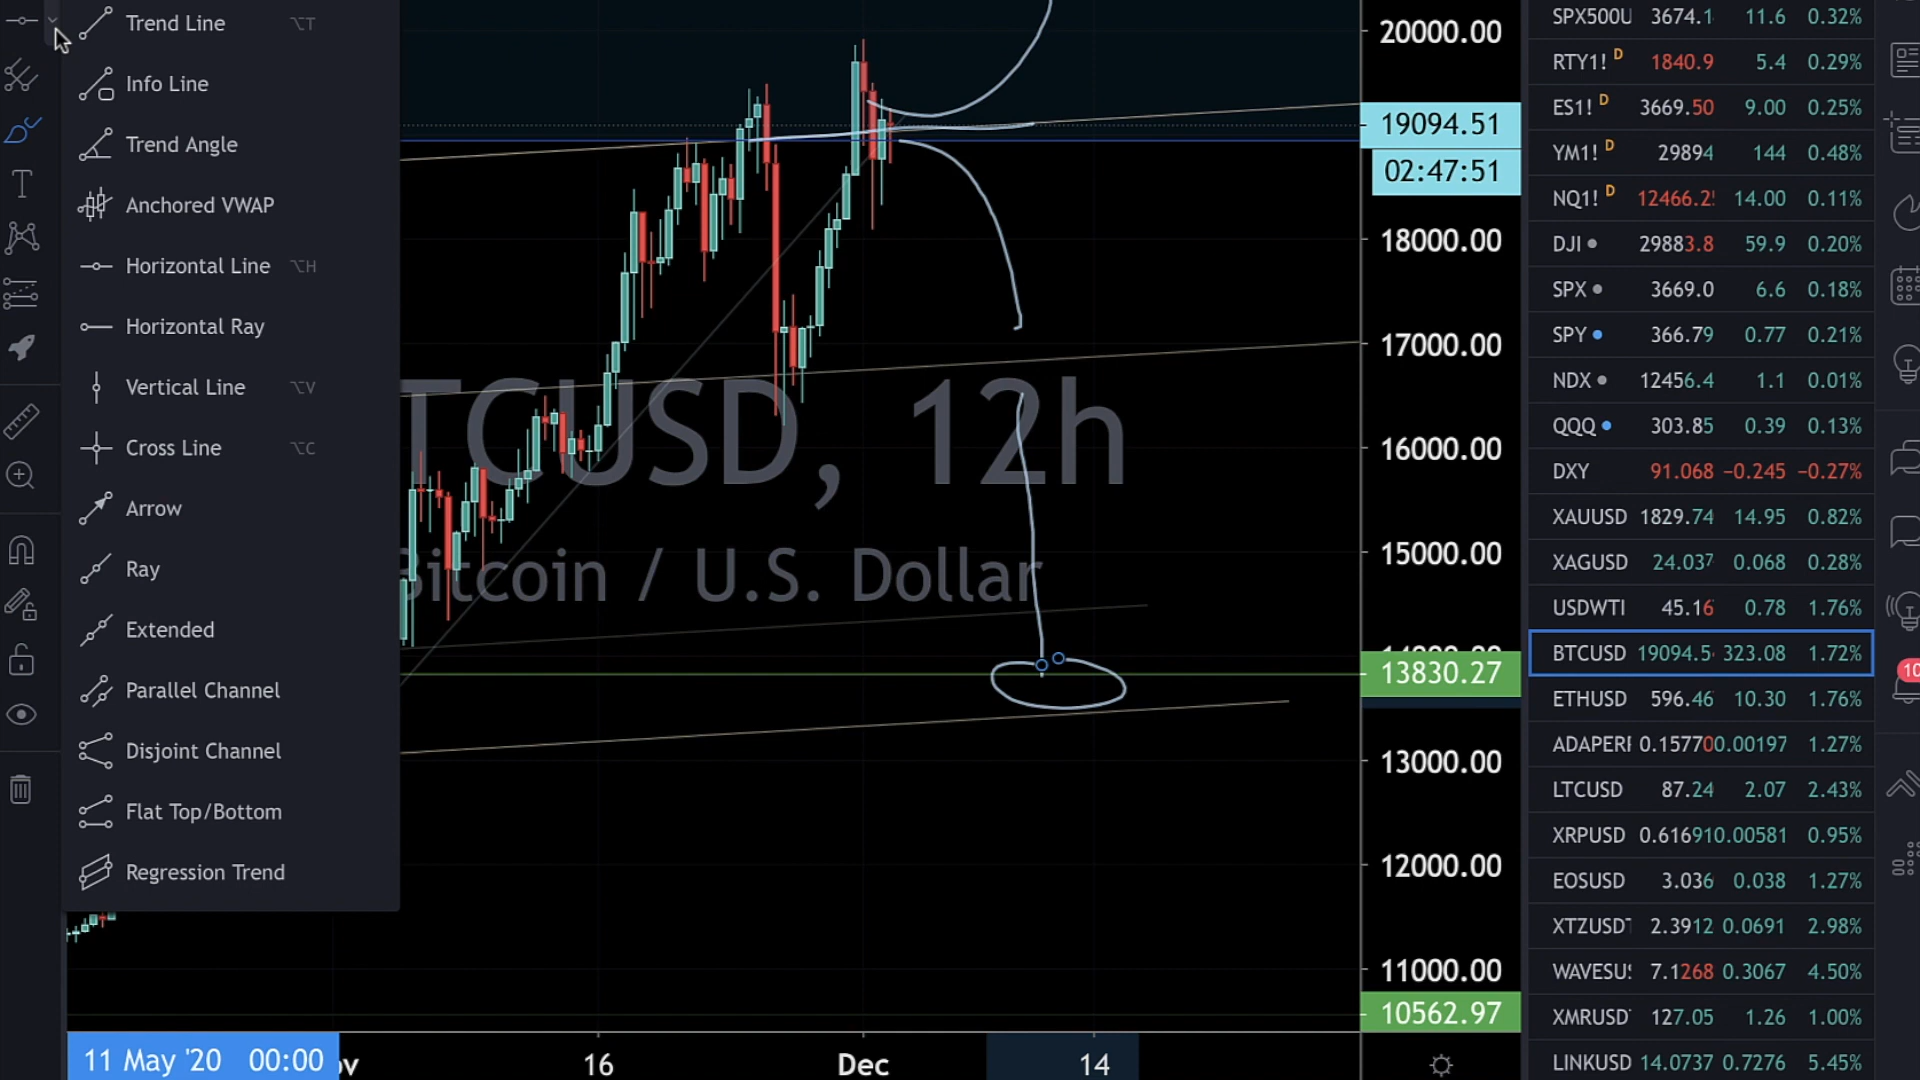 Trend Line ⌥T
Info Line
Trend Angle
Anchored VWAP
Horizontal Line ⌥H
Horizontal Ray
Vertical Line ⌥V
Cross Line ⌥C
Arrow
Ray
Extended
Parallel Channel
Disjoint Channel
Flat Top/Bottom
Regression Trend
T
TCUSD, 12h
Bitcoin / U.S. Dollar
20000.00
19094.51
02:47:51
18000.00
17000.00
16000.00
15000.00
13830.27
13000.00
12000.00
11000.00
10562.97
11 May '20 00:00
16
Dec
14
SPX500U 3674.1 11.6 0.32%
RTY1! D 1840.9 5.4 0.29%
ES1! D 3669.50 9.00 0.25%
YM1! D 29894 144 0.48%
NQ1! D 12466.2 14.00 0.11%
DJI 29883.8 59.9 0.20%
SPX 3669.0 6.6 0.18%
SPY 366.79 0.77 0.21%
NDX 12456.4 1.1 0.01%
QQQ 303.85 0.39 0.13%
DXY 91.068 −0.245 −0.27%
XAUUSD 1829.74 14.95 0.82%
XAGUSD 24.037 0.068 0.28%
USDWTI 45.16 0.78 1.76%
BTCUSD 19094.5 323.08 1.72%
ETHUSD 596.46 10.30 1.76%
ADAPER 0.15770 0.00197 1.27%
LTCUSD 87.24 2.07 2.43%
XRPUSD 0.61691 0.00581 0.95%
EOSUSD 3.036 0.038 1.27%
XTZUSD 2.3912 0.0691 2.98%
WAVESU 7.1268 0.3067 4.50%
XMRUSD 127.05 1.26 1.00%
LINKUSD 14.0737 0.7276 5.45%
10